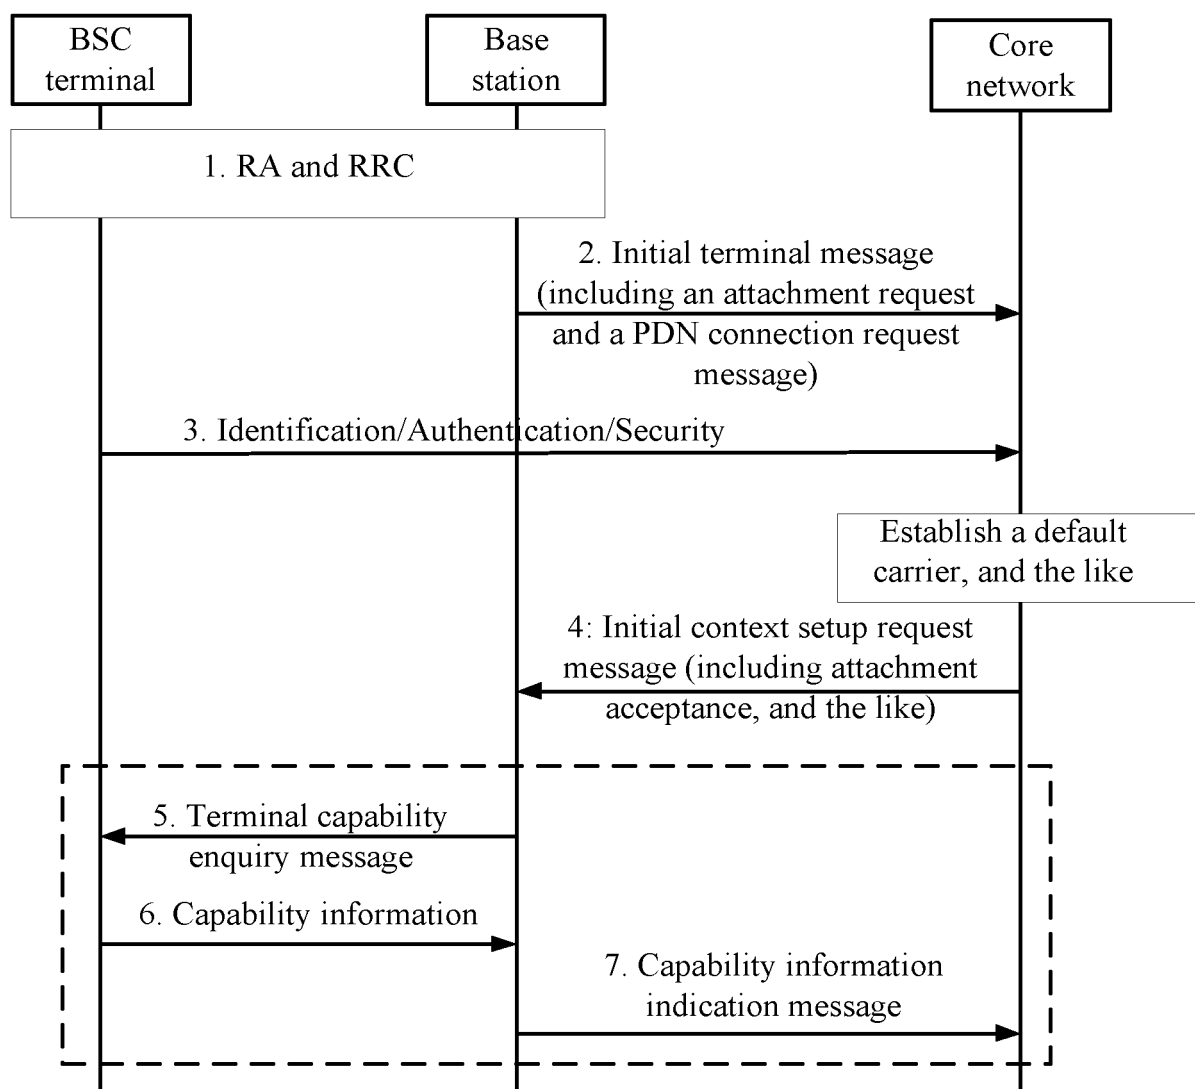 BSC
terminal
Base
station
Core
network
1. RA and RRC
2. Initial terminal message
(including an attachment request
and a PDN connection request
message)
3. Identification/Authentication/Security
Establish a default
carrier, and the like
4: Initial context setup request
message (including attachment
acceptance, and the like)
5. Terminal capability
enquiry message
6. Capability information
7. Capability information
indication message